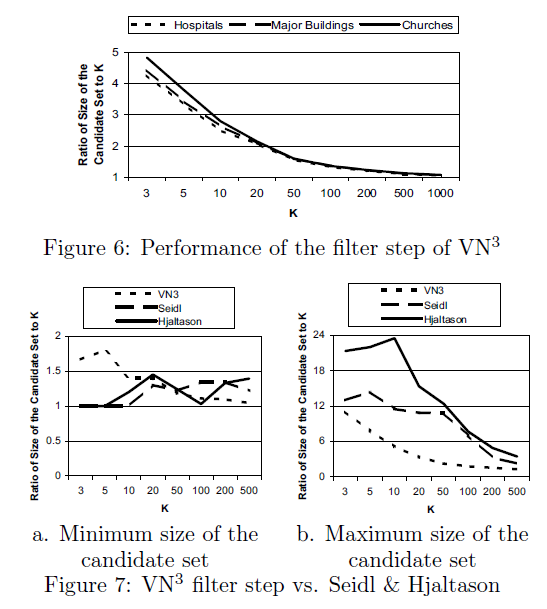 Hospitals Major Buildings Churches
Ratio of Size of the
Candidate Set to K
5
4
3
2
1
3 5 10 20 50 100 200 500 1000
K
Figure 6: Performance of the filter step of VN³
VN3
Seidl
Hjaltason
Ratio of Size of the Candidate Set to K
2
1.5
1
0.5
0
3 5 10 20 50 100 200 500
K
a. Minimum size of the
candidate set
VN3
Seidl
Hjaltason
Ratio of Size of the Candidate Set to K
24
18
12
6
0
3 5 10 20 50 100 200 500
K
b. Maximum size of the
candidate set
Figure 7: VN³ filter step vs. Seidl & Hjaltason